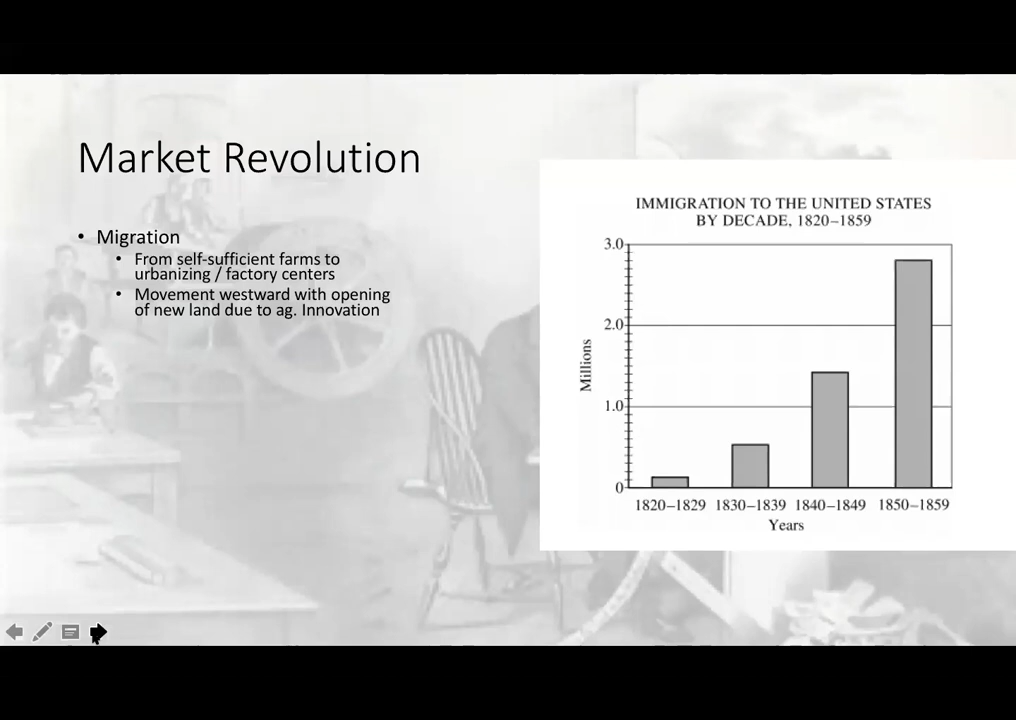 Market Revolution
• Migration
• From self-sufficient farms to
urbanizing / factory centers
• Movement westward with opening
of new land due to ag. Innovation
IMMIGRATION TO THE UNITED STATES
BY DECADE, 1820–1859
Millions
3.0
2.0
1.0
0
1820–1829 1830–1839 1840–1849 1850–1859
Years